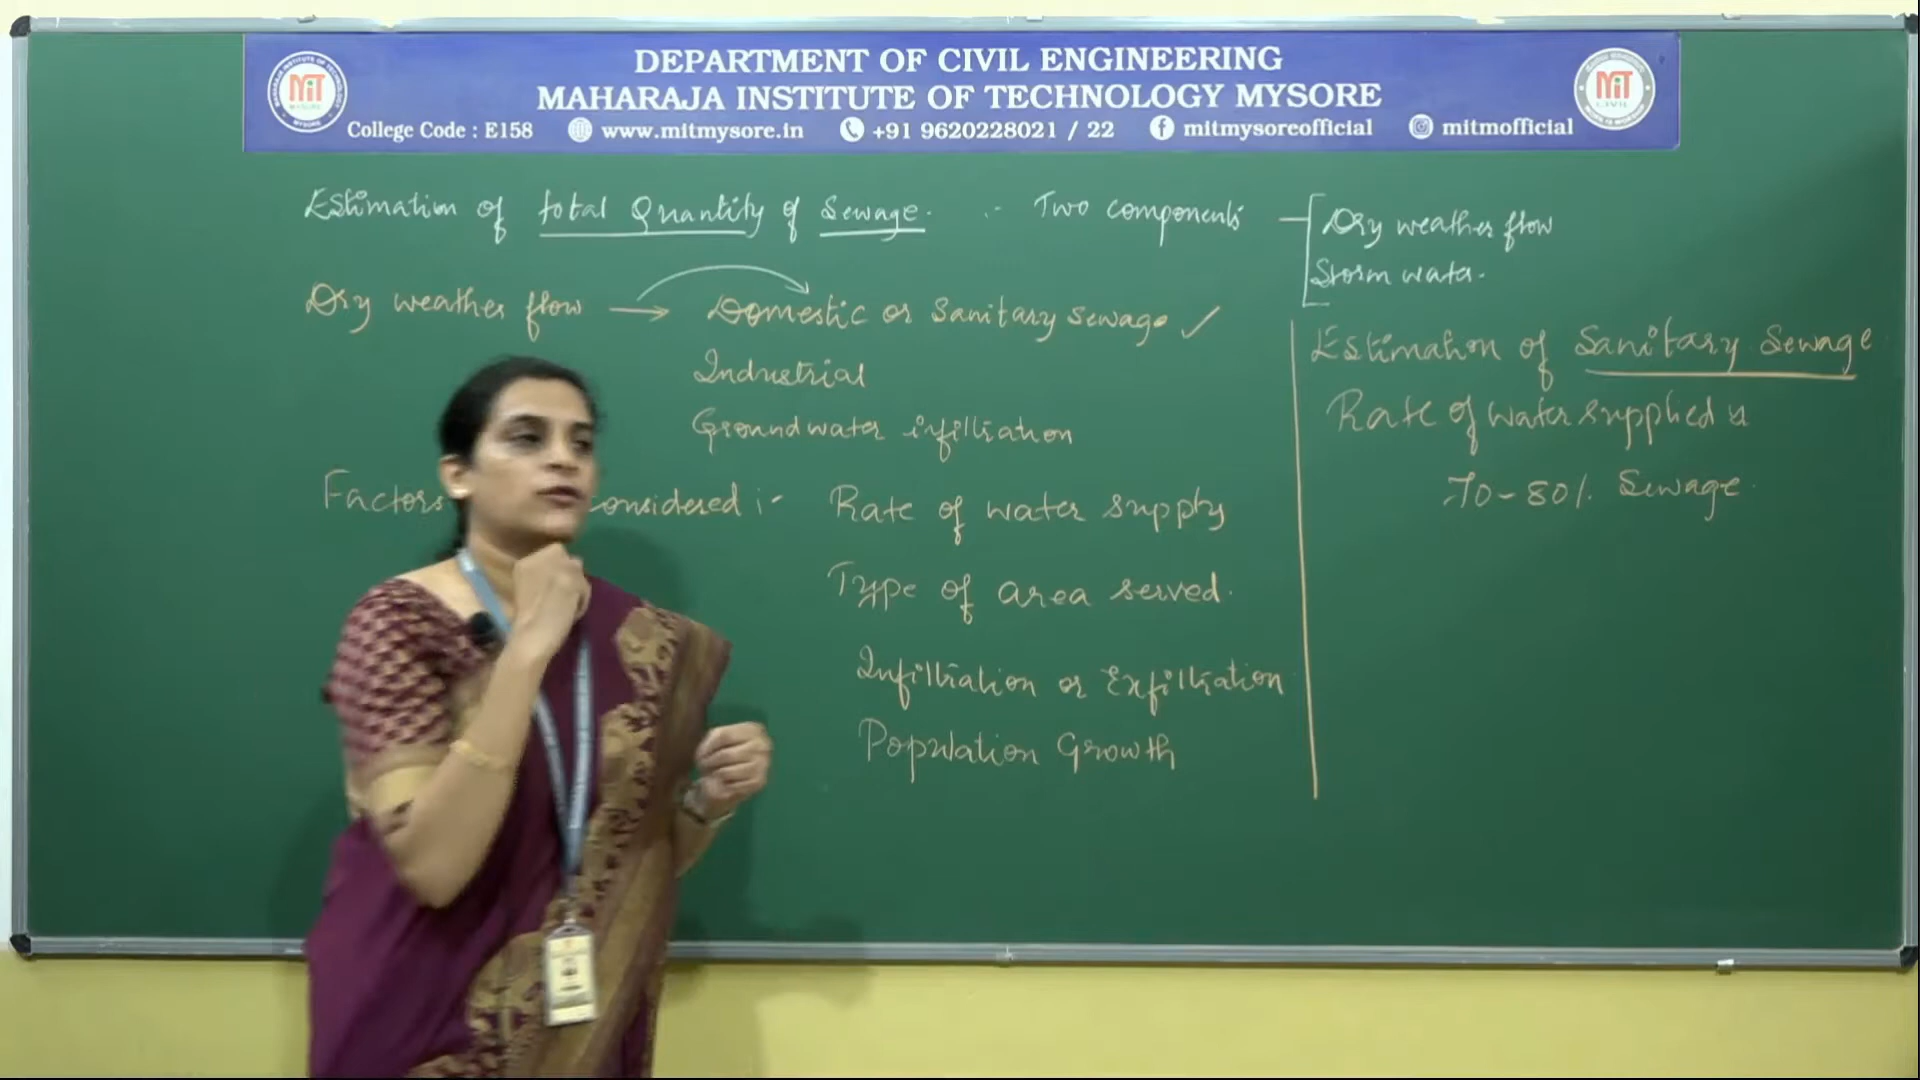 DEPARTMENT OF CIVIL ENGINEERING
MAHARAJA INSTITUTE OF TECHNOLOGY MYSORE
College Code : E158 www.mitmysore.in +91 9620228021 / 22 mitmysoreofficial mitmofficial
MIT
MIT
CIVIL
Estimation of total Quantity of Sewage. :- Two components
Dry weather flow
Storm water.
Dry weather flow → Domestic or Sanitary sewage ✓
Industrial
Groundwater infiltration
Factors considered :- Rate of water supply
Type of area served.
Infiltration or Exfiltration
Population Growth
Estimation of Sanitary Sewage
Rate of water supplied is
70-80% Sewage.